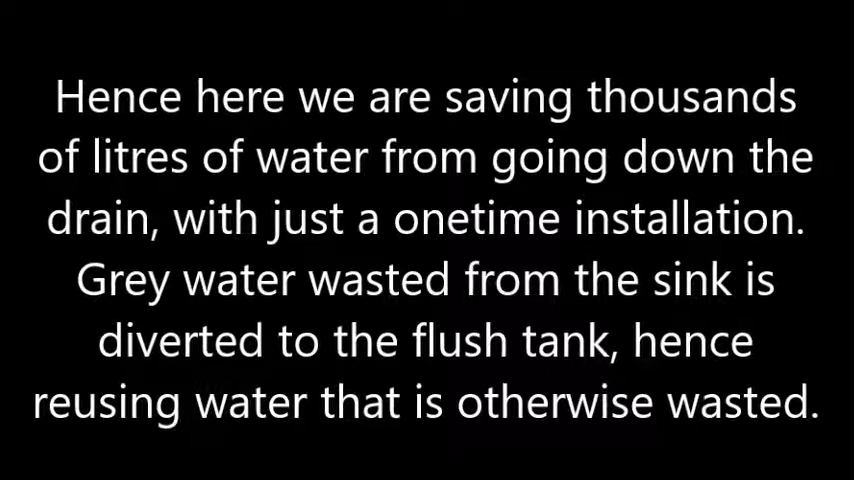 Hence here we are saving thousands
of litres of water from going down the
drain, with just a onetime installation.
Grey water wasted from the sink is
diverted to the flush tank, hence
reusing water that is otherwise wasted.